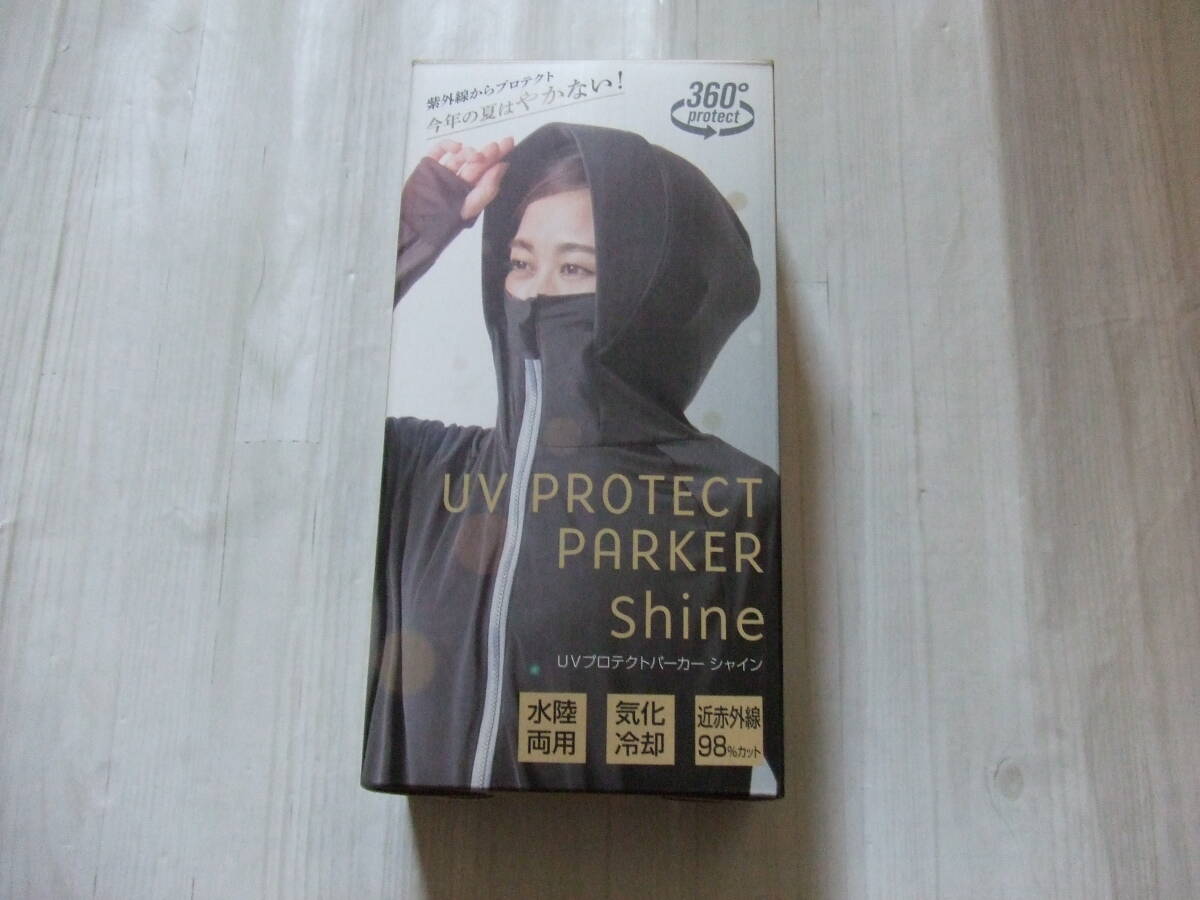 紫外線からプロテクト
今年の夏はやかない!
360°
protect
UV PROTECT
PARKER
Shine
UVプロテクトパーカー シャイン
水陸
両用
気化
冷却
近赤外線
98%カット